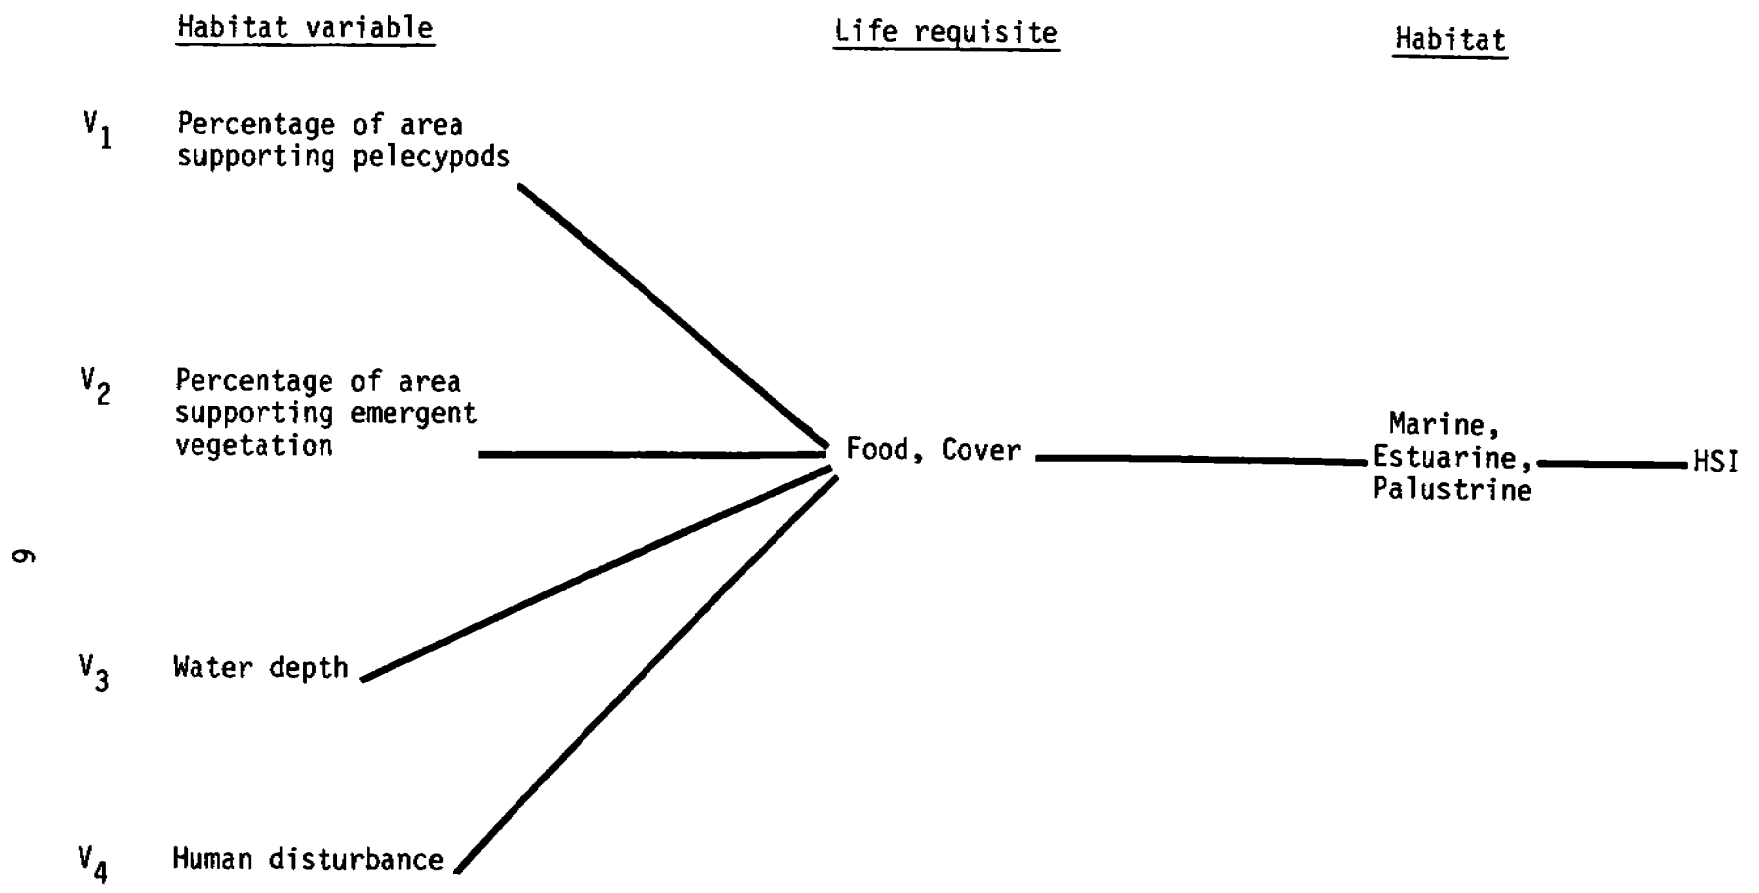 Habitat variable
Life requisite
Habitat
V1 Percentage of area
supporting pelecypods
V2 Percentage of area
supporting emergent
vegetation
Food, Cover
Marine,
Estuarine,
Palustrine
HSI
V3 Water depth
V4 Human disturbance
6